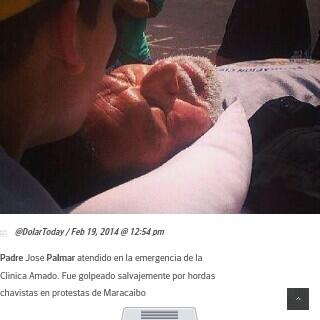 @DolarToday / Feb 19, 2014 @ 12:54 pm
Padre Jose Palmar atendido en la emergencia de la
Clinica Amado. Fue golpeado salvajemente por hordas
chavistas en protestas de Maracaibo